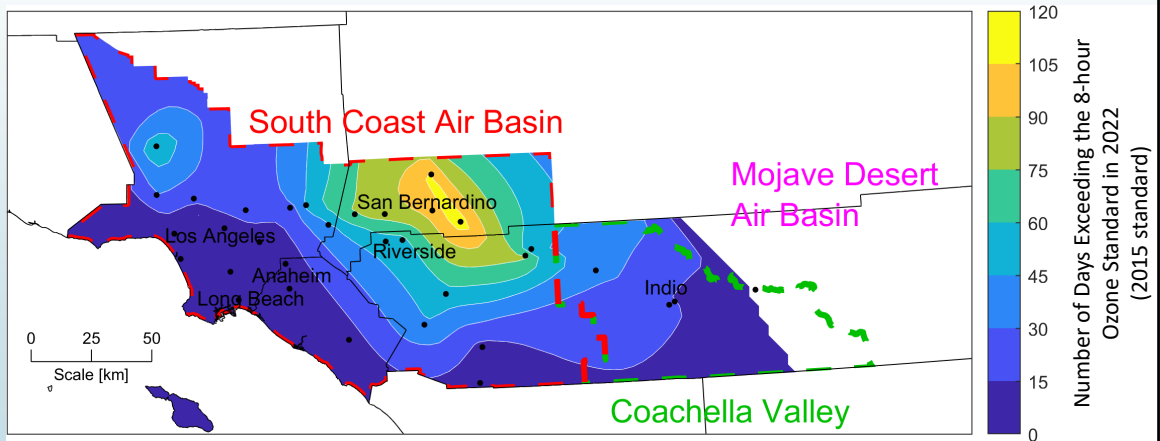 South Coast Air Basin
Mojave Desert
Air Basin
San Bernardino
Los Angeles
Riverside
Anaheim
Long Beach
Indio
0 25 50
Scale [km]
Coachella Valley
120
105
90
75
60
45
30
15
0
Number of Days Exceeding the 8-hour
Ozone Standard in 2022
(2015 standard)